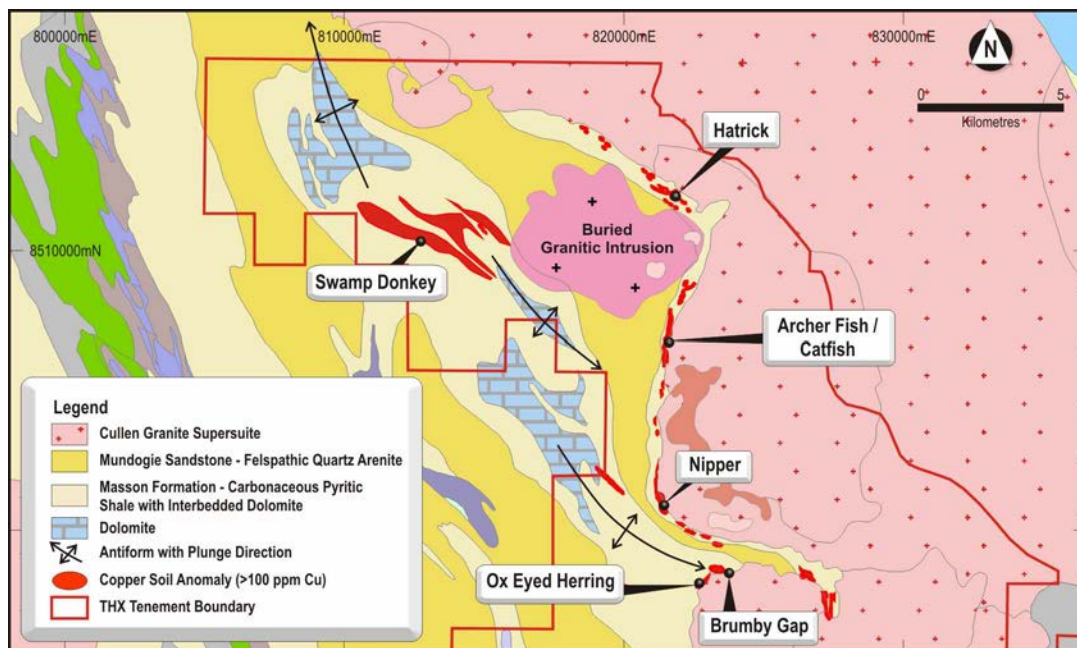 800000mE
810000mE
820000mE
830000mE
N
0
5
Kilometres
Hatrick
Buried
Granitic Intrusion
8510000mN
Swamp Donkey
Archer Fish /
Catfish
Legend
Cullen Granite Supersuite
Mundogie Sandstone - Felspathic Quartz Arenite
Masson Formation - Carbonaceous Pyritic
Shale with Interbedded Dolomite
Dolomite
Antiform with Plunge Direction
Copper Soil Anomaly (>100 ppm Cu)
THX Tenement Boundary
Nipper
Ox Eyed Herring
Brumby Gap